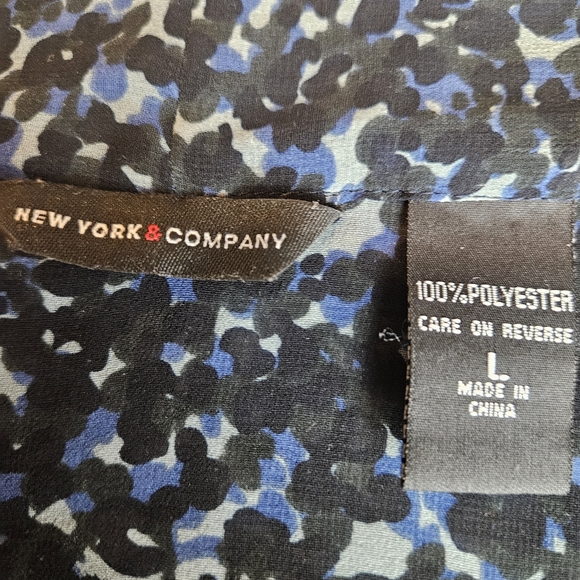 NEW YORK & COMPANY
100% POLYESTER
CARE ON REVERSE
L
MADE IN
CHINA